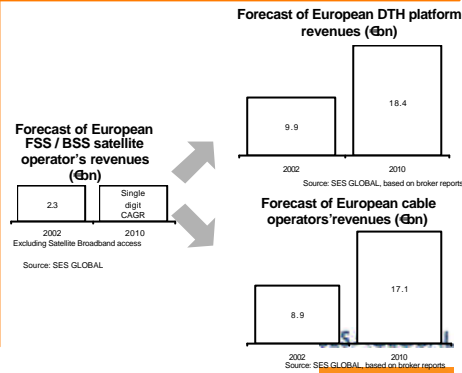 Forecast of European DTH platform
revenues (€bn)
9.9
18.4
2002
2010
Source: SES GLOBAL, based on broker reports
Forecast of European
FSS / BSS satellite
operator's revenues
(€bn)
2.3
Single
digit
CAGR
2002
2010
Excluding Satellite Broadband access
Source: SES GLOBAL
Forecast of European cable
operators'revenues (€bn)
8.9
17.1
2002
2010
Source: SES GLOBAL, based on broker reports
SES GLOBAL